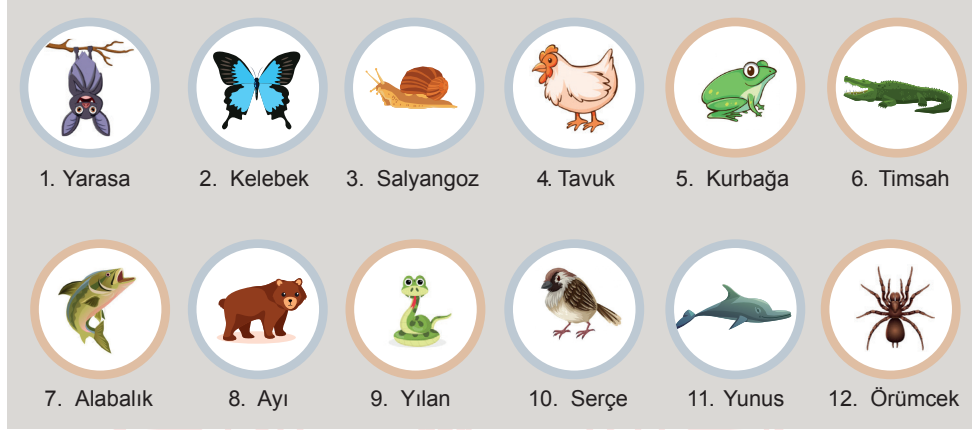 1. Yarasa
2. Kelebek
3. Salyangoz
4. Tavuk
5. Kurbağa
6. Timsah
7. Alabalık
8. Ayı
9. Yılan
10. Serçe
11. Yunus
12. Örümcek